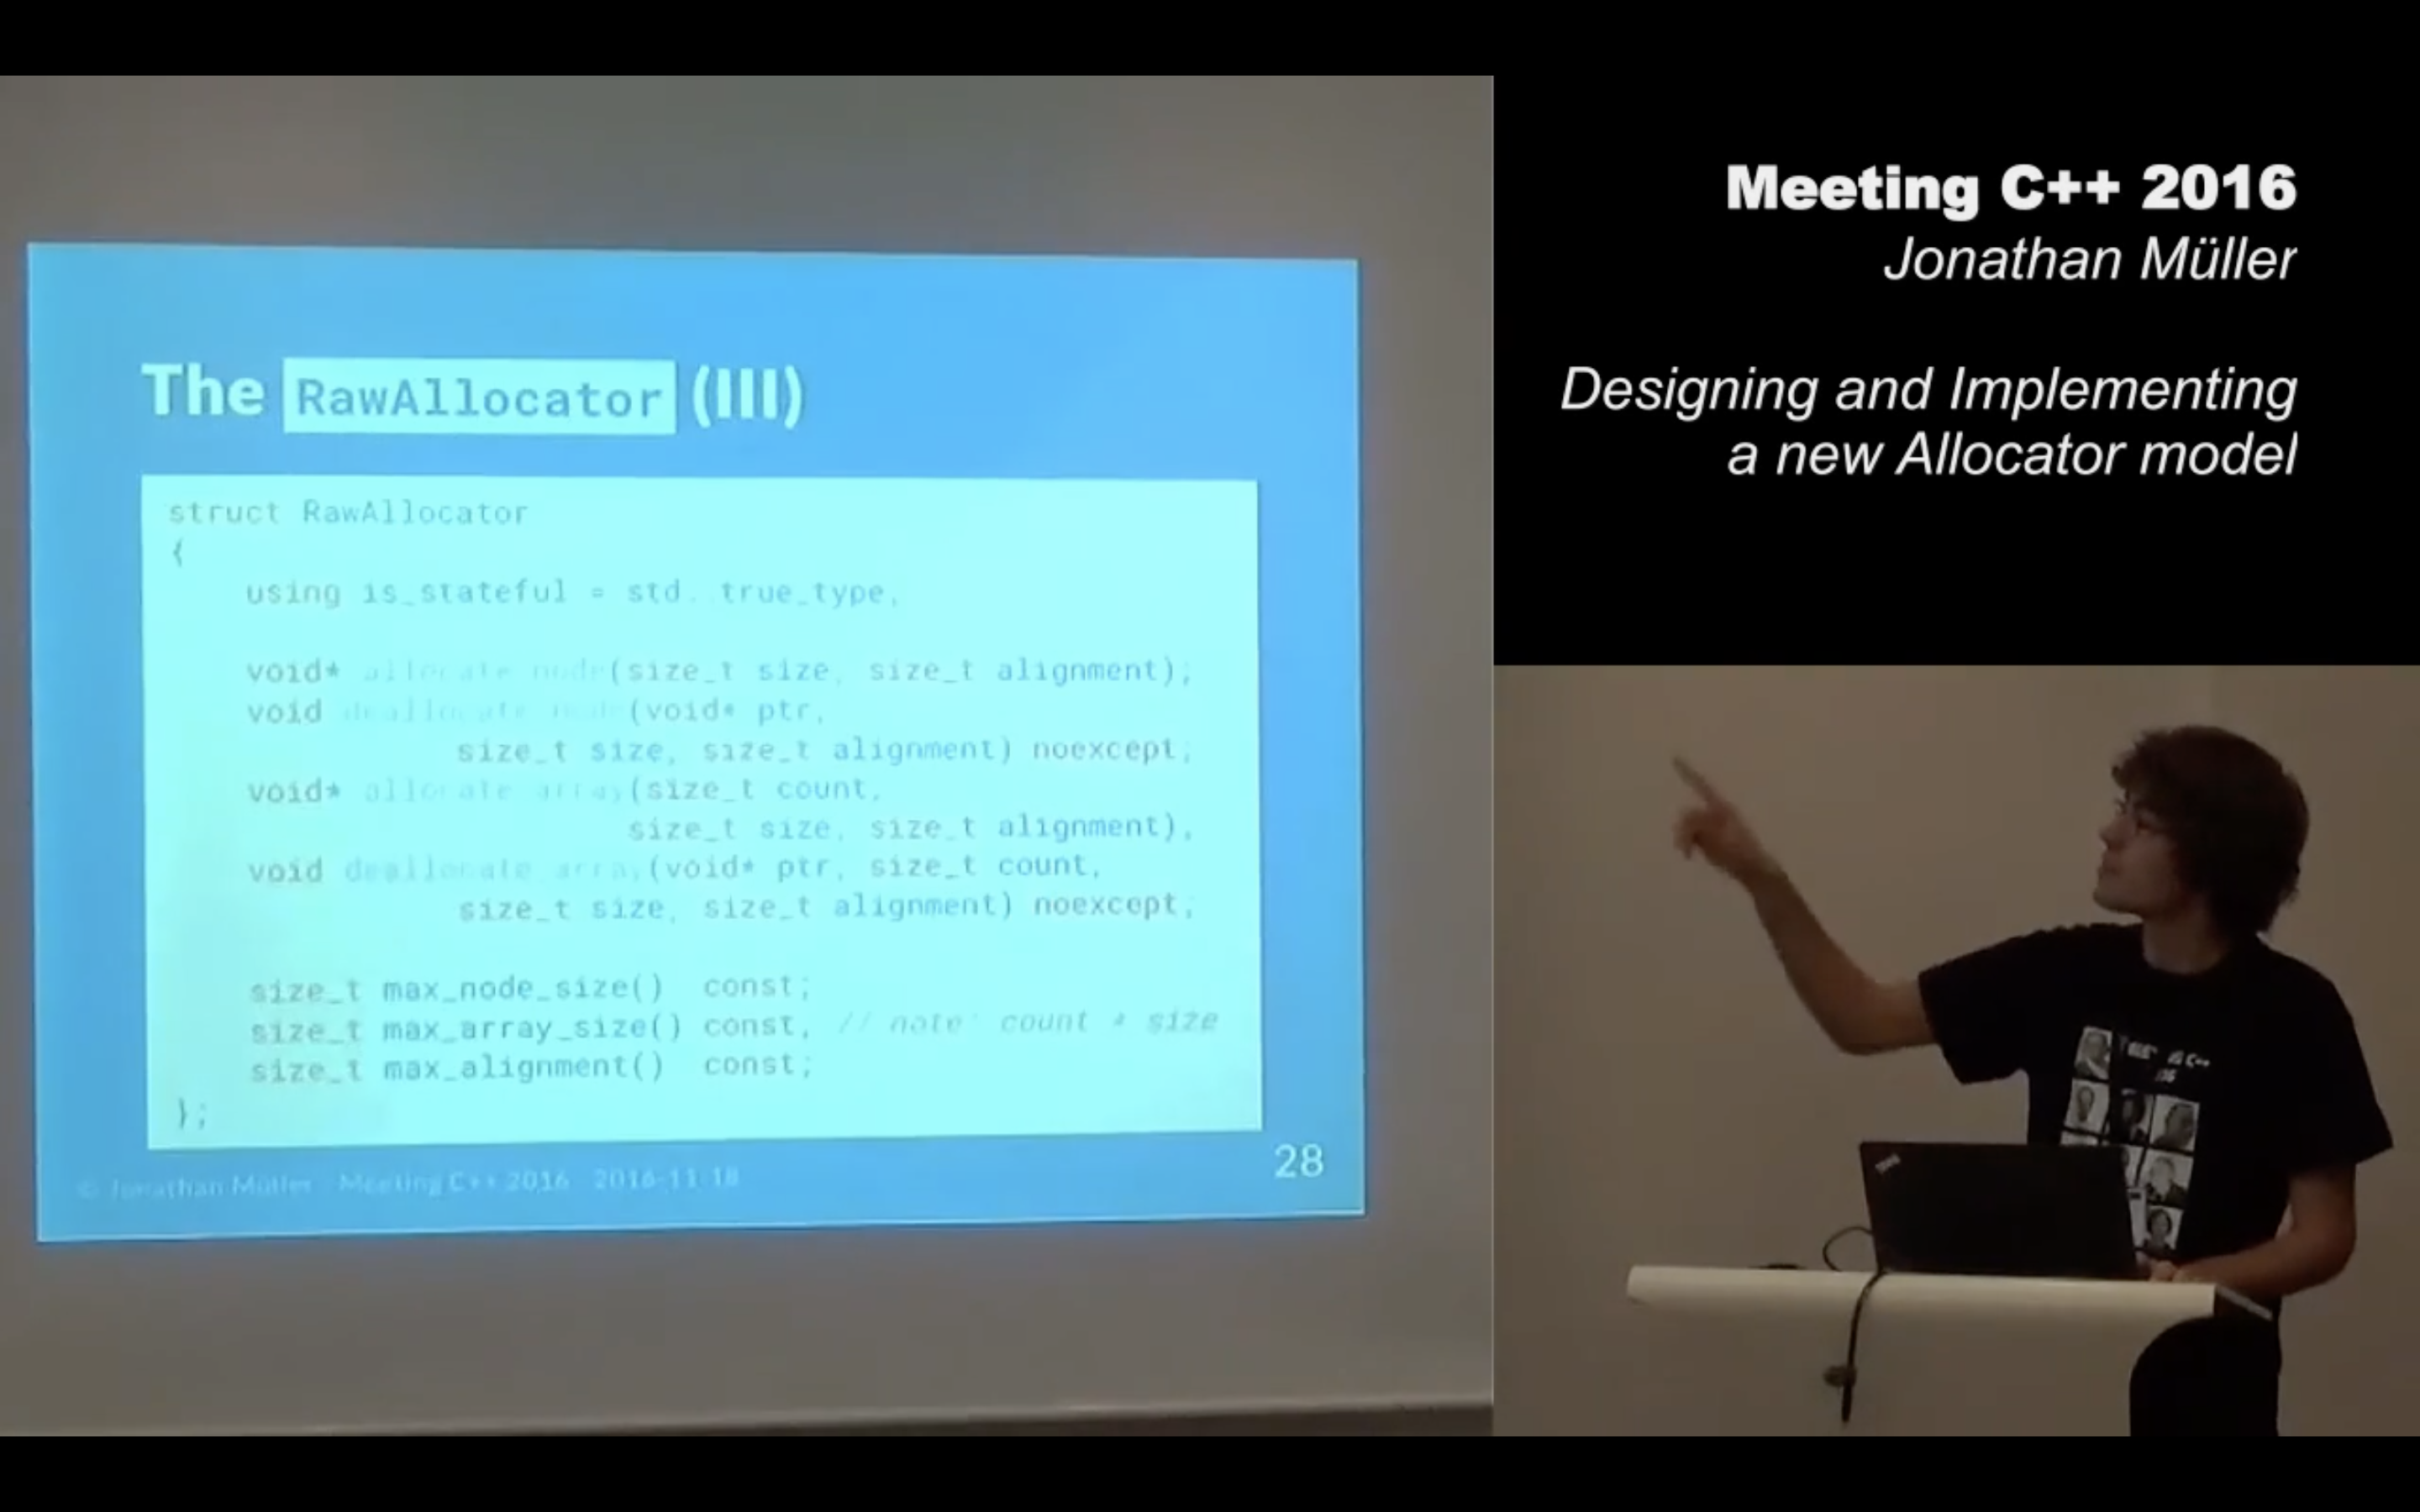 The RawAllocator (III)
struct RawAllocator
{
using is_stateful = std::true_type;
void* allocate_node(size_t size, size_t alignment);
void deallocate_node(void* ptr,
size_t size, size_t alignment) noexcept;
void* allocate_array(size_t count,
size_t size, size_t alignment);
void deallocate_array(void* ptr, size_t count,
size_t size, size_t alignment) noexcept;
size_t max_node_size() const;
size_t max_array_size() const; // note: count * size
size_t max_alignment() const;
};
© Jonathan Müller - Meeting C++ 2016 - 2016-11-18
28
Meeting C++ 2016
Jonathan Müller
Designing and Implementing
a new Allocator model